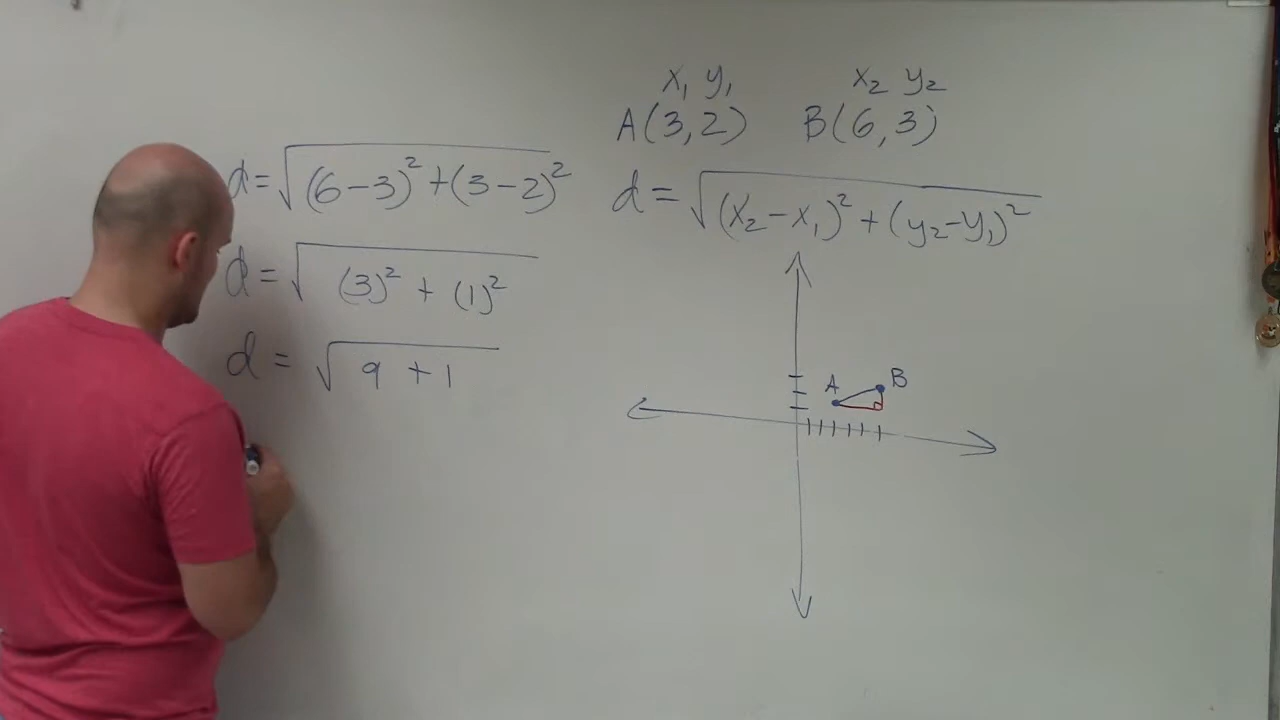 x₁ y₁ x₂ y₂
A(3,2) B(6,3)
d=√(x₂-x₁)²+(y₂-y₁)²
d=√(6-3)²+(3-2)²
d=√(3)²+(1)²
d=√9+1
A B